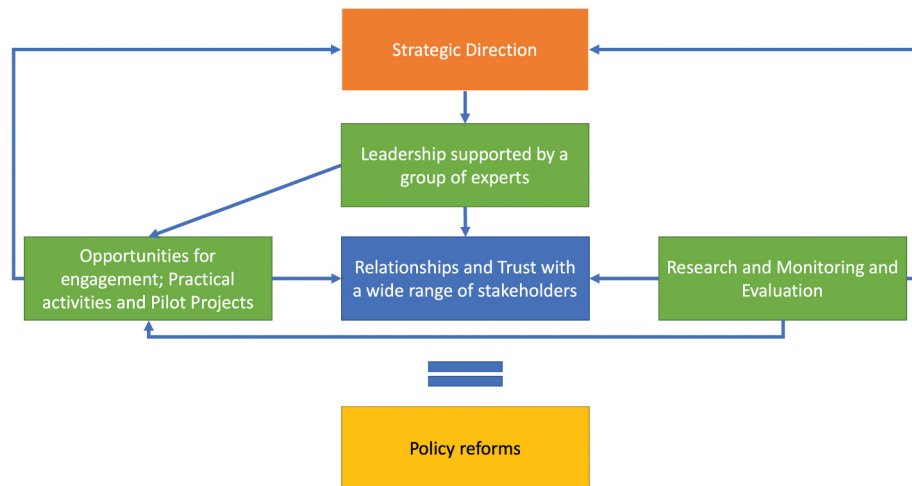 Strategic Direction
Leadership supported by a
group of experts
Opportunities for
engagement; Practical
activities and Pilot Projects
Relationships and Trust with
a wide range of stakeholders
Research and Monitoring and
Evaluation
Policy reforms